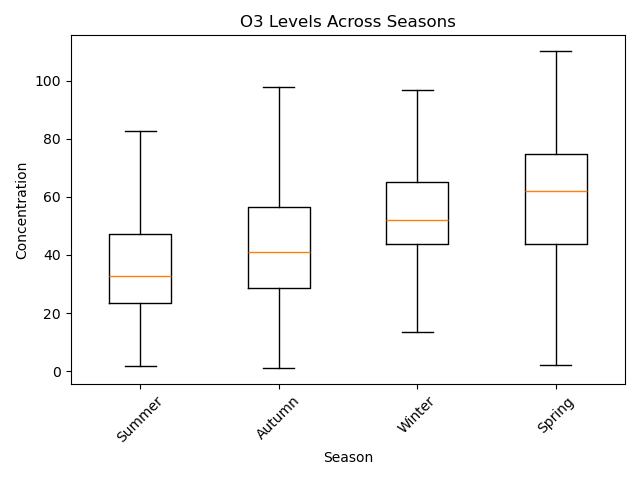 O3 Levels Across Seasons
Concentration
100
80
60
40
20
0
Summer
Autumn
Winter
Spring
Season